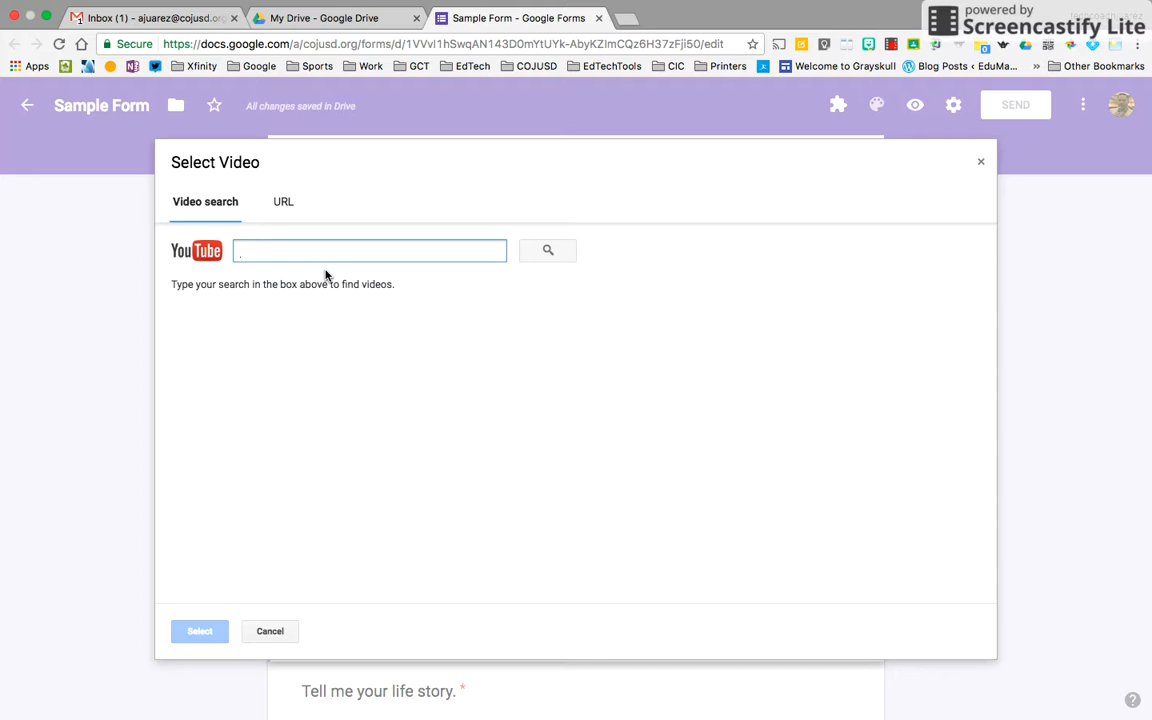 powered by
Screencastify Lite
Inbox (1) - ajuarez@cojusd.org
My Drive - Google Drive
Sample Form - Google Forms
Secure
https://docs.google.com/a/cojusd.org/forms/d/1VVvl1hSwqAN143D0mYtUYk-AbyKZlmCQz6H37zFji50/edit
Apps
Xfinity
Google
Sports
Work
GCT
EdTech
COJUSD
EdTechTools
CIC
Printers
Welcome to Grayskull
Blog Posts < EduMa...
»
Other Bookmarks
Sample Form
All changes saved in Drive
SEND
Select Video
×
Video search
URL
YouTube
Type your search in the box above to find videos.
Select
Cancel
Tell me your life story. *
?